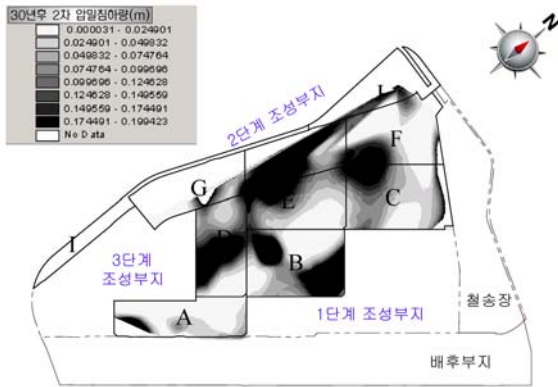 30년후 2차 압밀침하량(m)
0.000031 - 0.024901
0.024901 - 0.049832
0.049832 - 0.074764
0.074764 - 0.099696
0.099696 - 0.124628
0.124628 - 0.149559
0.149559 - 0.174491
0.174491 - 0.199423
No Data
N
2단계 조성부지
F
G
E
C
I
D
3단계
조성부지
B
A
1단계 조성부지
철송장
배후부지